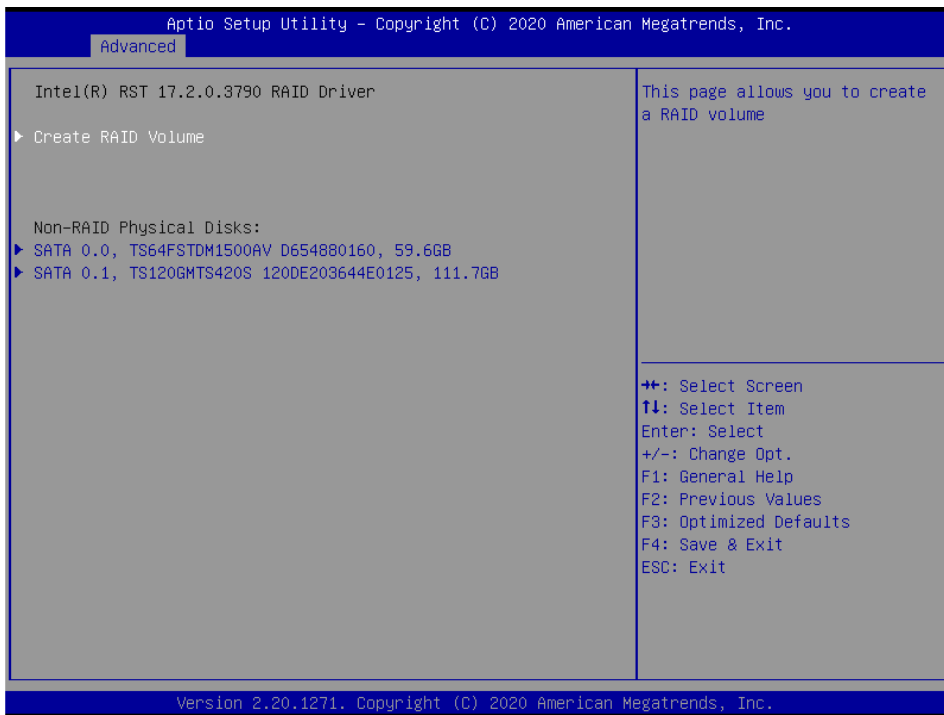 Aptio Setup Utility – Copyright (C) 2020 American Megatrends, Inc.
Advanced
Intel(R) RST 17.2.0.3790 RAID Driver
Create RAID Volume
Non-RAID Physical Disks:
SATA 0.0, TS64FSTDM1500AV D654880160, 59.6GB
SATA 0.1, TS120GMTS420S 120DE203644E0125, 111.7GB
This page allows you to create
a RAID volume
→←: Select Screen
↑↓: Select Item
Enter: Select
+/-: Change Opt.
F1: General Help
F2: Previous Values
F3: Optimized Defaults
F4: Save & Exit
ESC: Exit
Version 2.20.1271. Copyright (C) 2020 American Megatrends, Inc.